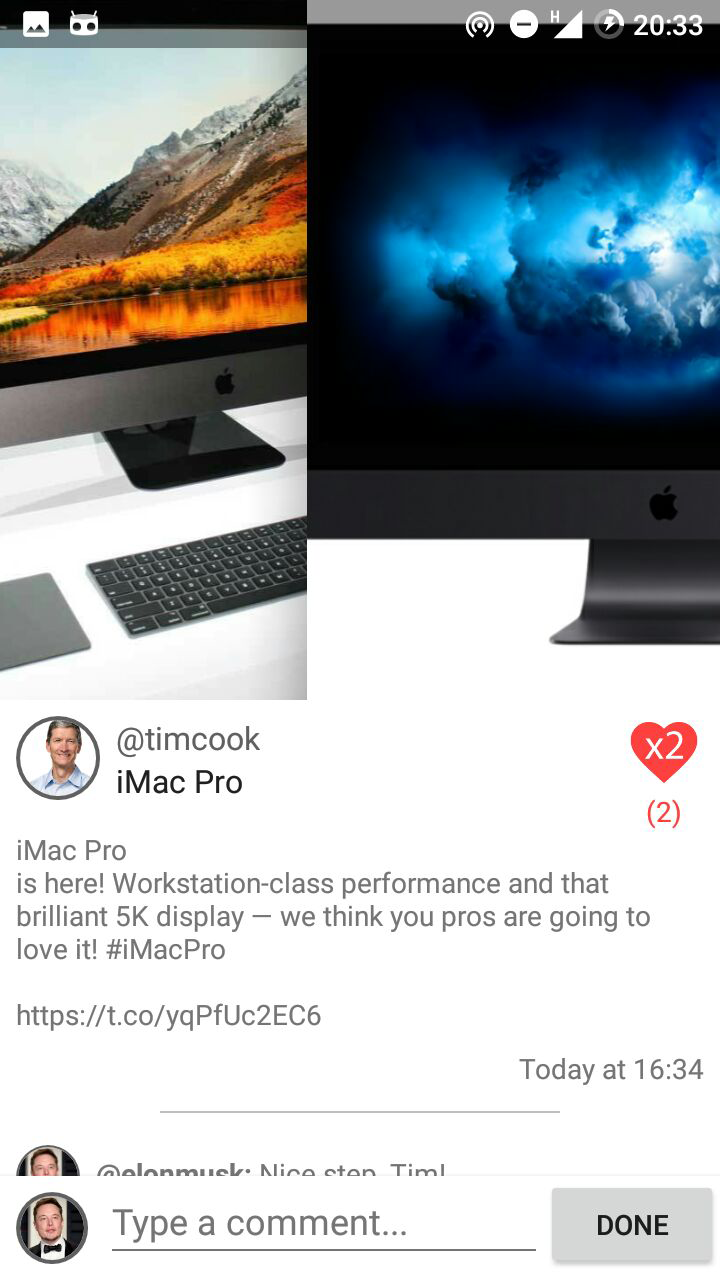 H 20:33
@timcook
iMac Pro
x2
(2)
iMac Pro
is here! Workstation-class performance and that
brilliant 5K display — we think you pros are going to
love it! #iMacPro
https://t.co/yqPfUc2EC6
Today at 16:34
@elonmusk: Nice step, Tim!
Type a comment...
DONE